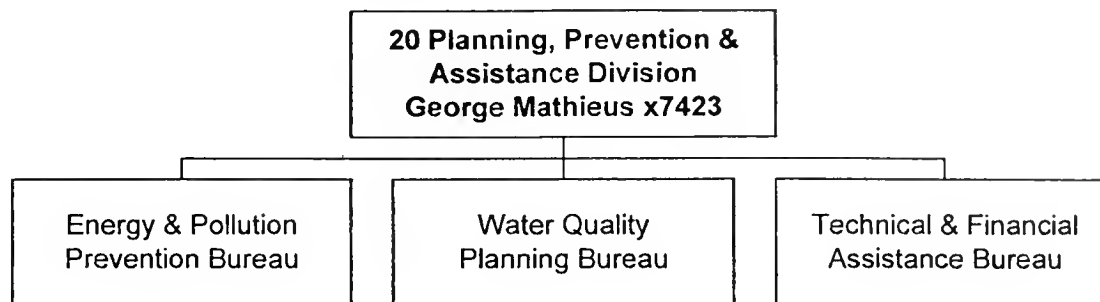 20 Planning, Prevention &
Assistance Division
George Mathieus x7423
Energy & Pollution
Prevention Bureau
Water Quality
Planning Bureau
Technical & Financial
Assistance Bureau